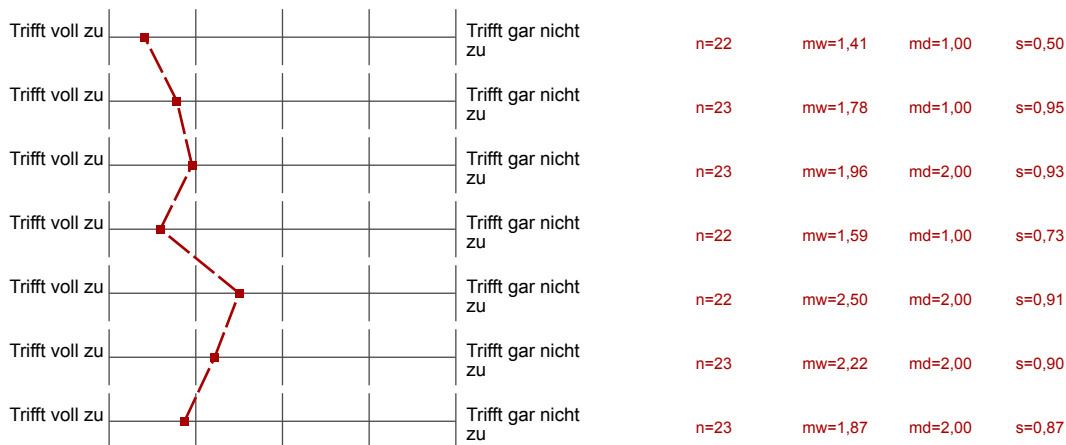 Trifft voll zu
Trifft gar nicht
zu
n=22 mw=1,41 md=1,00 s=0,50
Trifft voll zu
Trifft gar nicht
zu
n=23 mw=1,78 md=1,00 s=0,95
Trifft voll zu
Trifft gar nicht
zu
n=23 mw=1,96 md=2,00 s=0,93
Trifft voll zu
Trifft gar nicht
zu
n=22 mw=1,59 md=1,00 s=0,73
Trifft voll zu
Trifft gar nicht
zu
n=22 mw=2,50 md=2,00 s=0,91
Trifft voll zu
Trifft gar nicht
zu
n=23 mw=2,22 md=2,00 s=0,90
Trifft voll zu
Trifft gar nicht
zu
n=23 mw=1,87 md=2,00 s=0,87